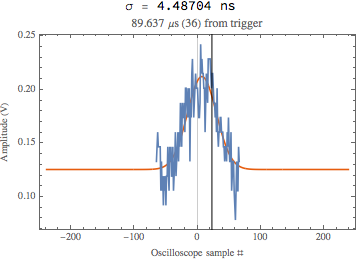 σ = 4.48704 ns
89.637 μs (36) from trigger
0.25
0.20
0.15
0.10
Amplitude (V)
-200 -100 0 100 200
Oscilloscope sample #